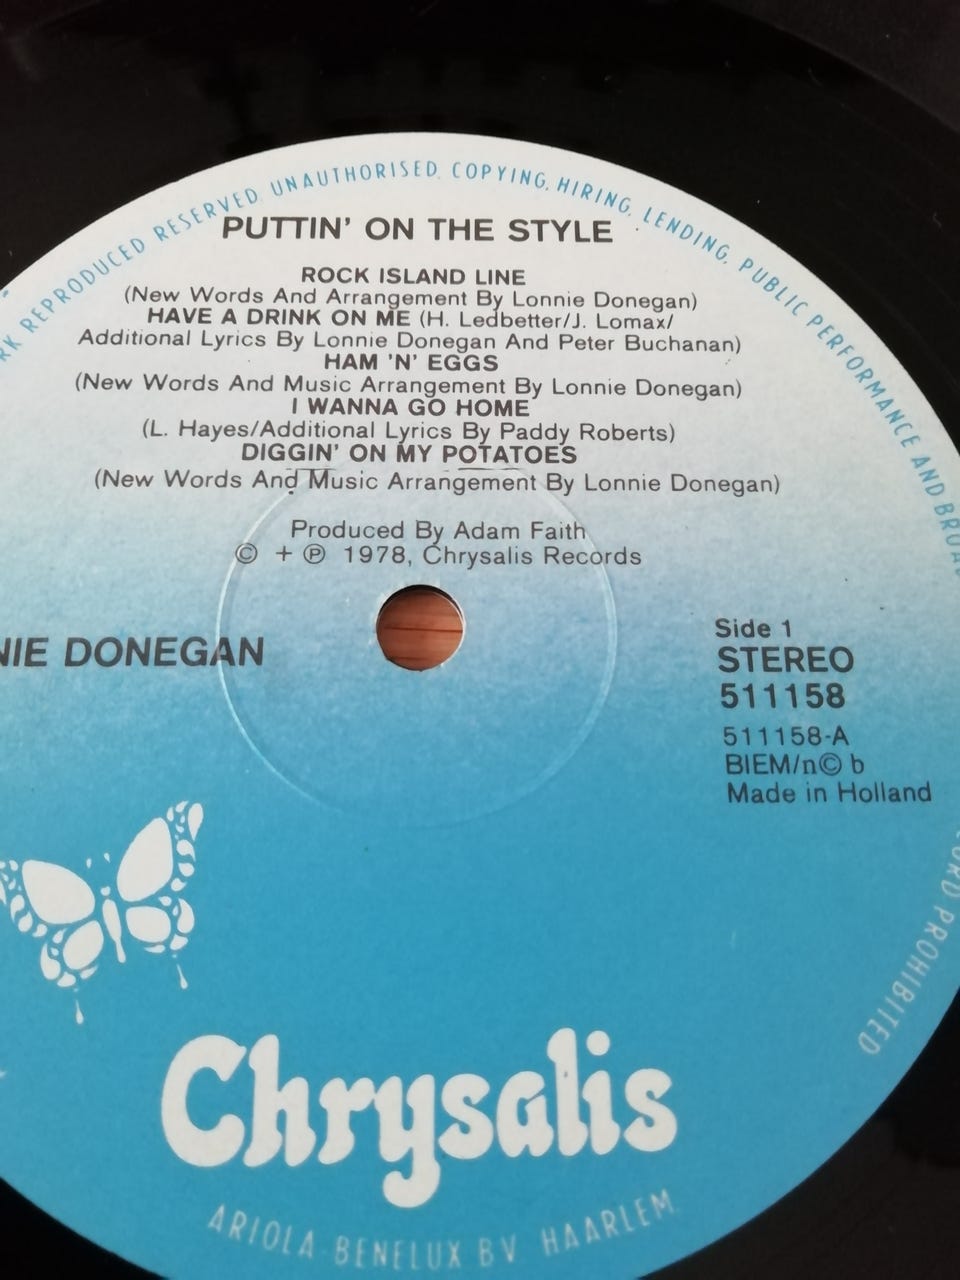 RK REPRODUCED RESERVED. UNAUTHORISED. COPYING, HIRING, LENDING, PUBLIC PERFORMANCE AND
PUTTIN' ON THE STYLE
ROCK ISLAND LINE
(New Words And Arrangement By Lonnie Donegan)
HAVE A DRINK ON ME (H. Ledbetter/J. Lomax/
Additional Lyrics By Lonnie Donegan And Peter Buchanan)
HAM 'N' EGGS
(New Words And Music Arrangement By Lonnie Donegan)
I WANNA GO HOME
(L. Hayes/Additional Lyrics By Paddy Roberts)
DIGGIN' ON MY POTATOES
(New Words And Music Arrangement By Lonnie Donegan)
Produced By Adam Faith
© + ℗ 1978, Chrysalis Records
NIE DONEGAN
Side 1
STEREO
511158
511158-A
BIEM/n© b
Made in Holland
PROHIBITED
Chrysalis
ARIOLA-BENELUX BV. HAARLEM.